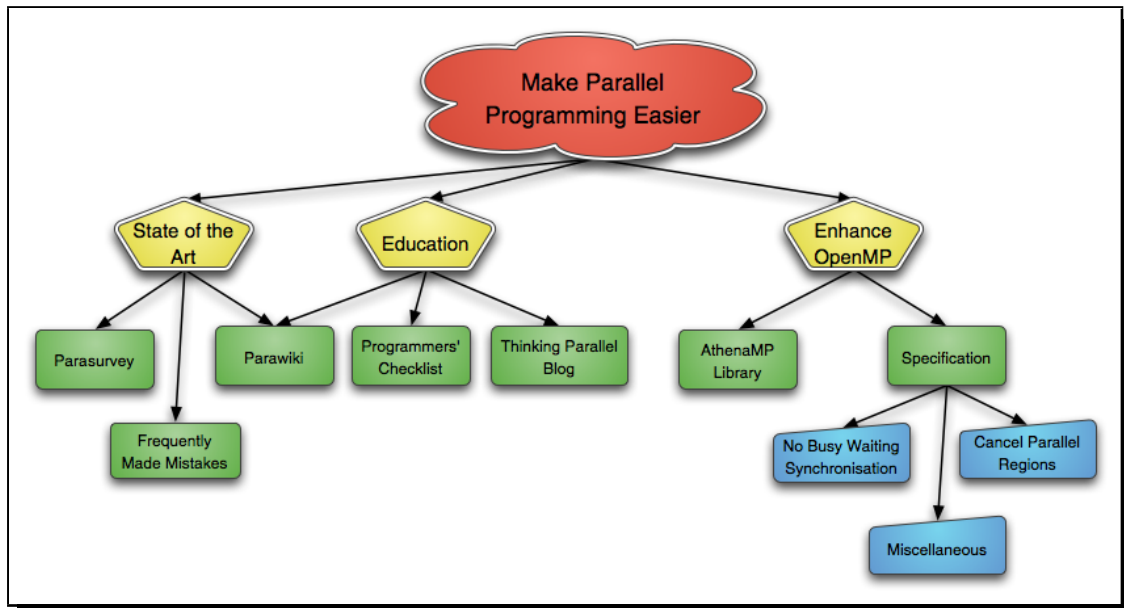 Make Parallel
Programming Easier
State of the
Art
Education
Enhance
OpenMP
Parasurvey
Parawiki
Programmers'
Checklist
Thinking Parallel
Blog
AthenaMP
Library
Specification
Frequently
Made Mistakes
No Busy Waiting
Synchronisation
Cancel Parallel
Regions
Miscellaneous